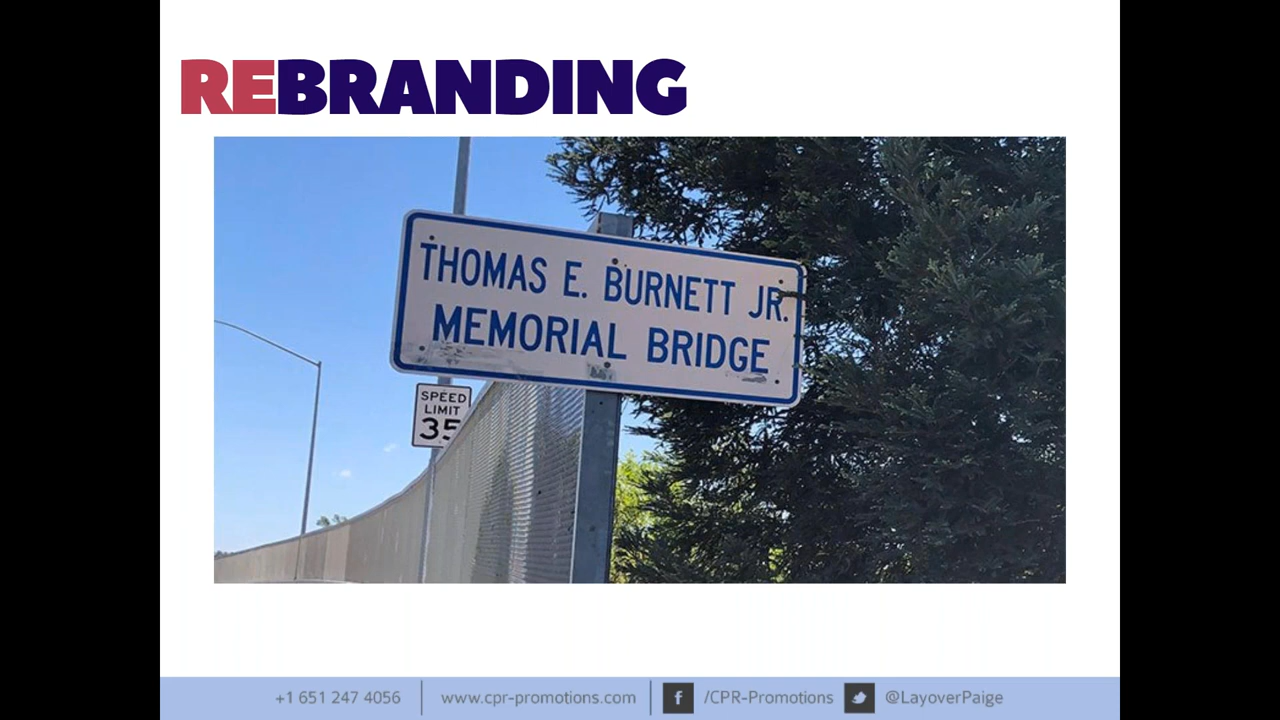 REBRANDING
THOMAS E. BURNETT JR.
MEMORIAL BRIDGE
SPEED
LIMIT
35
+1 651 247 4056
www.cpr-promotions.com
/CPR-Promotions
@LayoverPaige